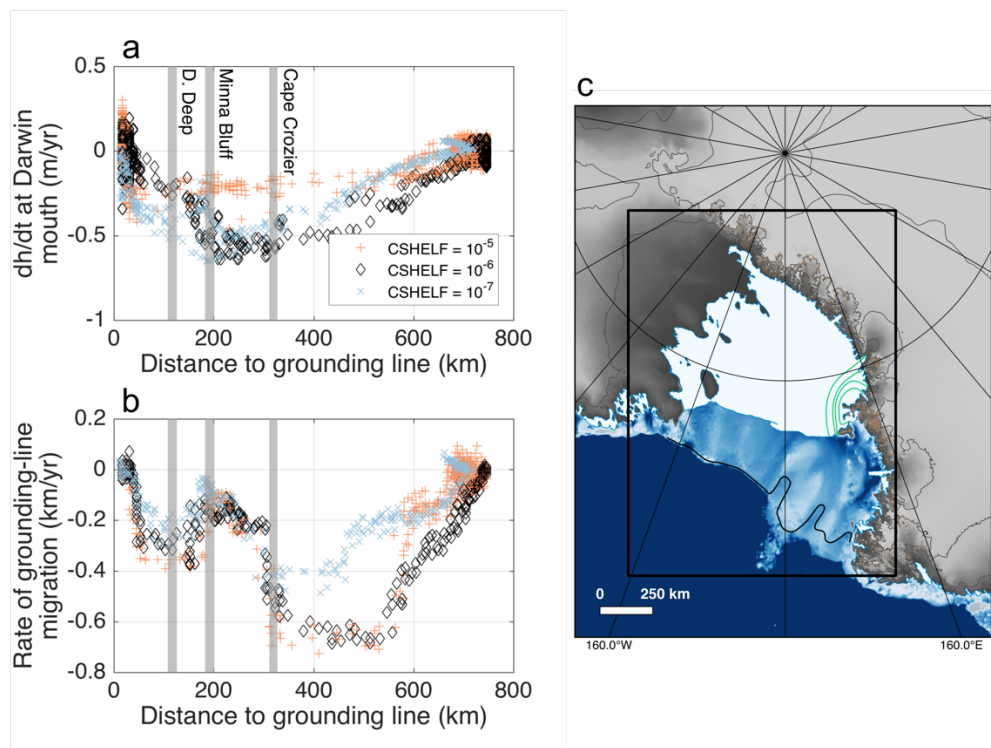 a
dh/dt at Darwin
mouth (m/yr)
0.5
0
-0.5
-1
D. Deep
Minna Bluff
Cape Crozier
CSHELF = 10-5
CSHELF = 10-6
CSHELF = 10-7
0 200 400 600 800
Distance to grounding line (km)
b
Rate of grounding-line
migration (km/yr)
0.2
0
-0.2
-0.4
-0.6
-0.8
0 200 400 600 800
Distance to grounding line (km)
c
0 250 km
160.0°W 160.0°E